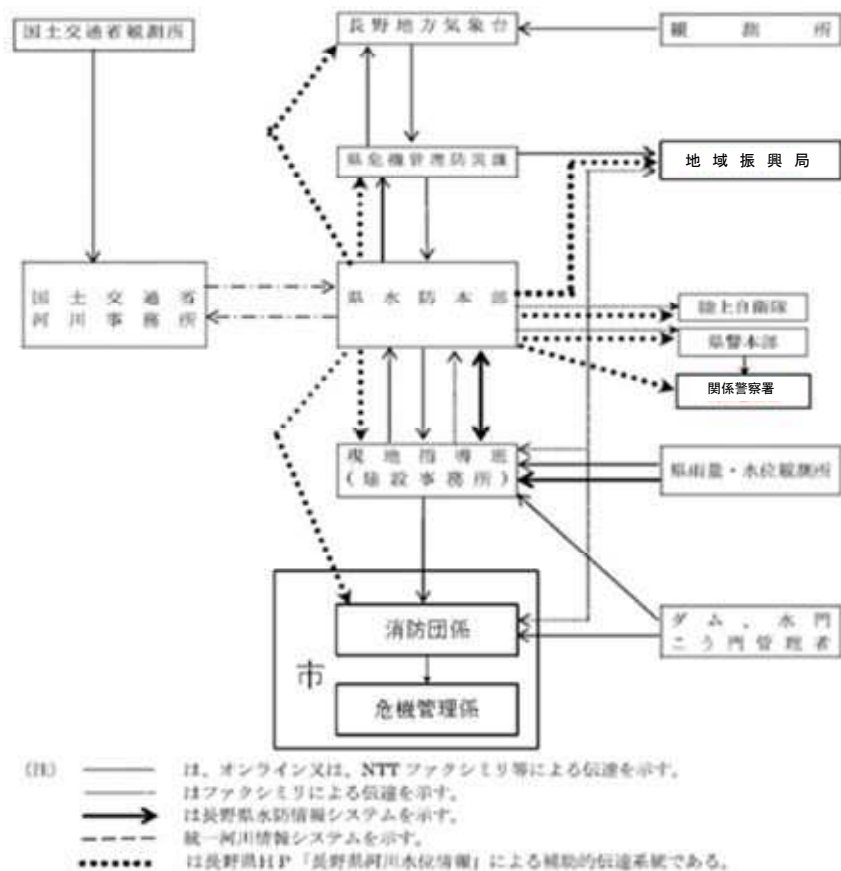 国土交通省観測所
長野地方気象台
観測所
県危機管理防災課
地域振興局
国土交通省
河川事務所
県水防本部
陸上自衛隊
県警本部
関係警察署
現地指導班
(建設事務所)
県雨量・水位観測所
消防団係
ダム、水門
こう門管理者
市
危機管理係
(注) は、オンライン又は、NTTファクシミリ等による伝達を示す。
はファクシミリによる伝達を示す。
は長野県水防情報システムを示す。
統一河川情報システムを示す。
は長野県HP「長野県河川水位情報」による補助的伝達系統である。